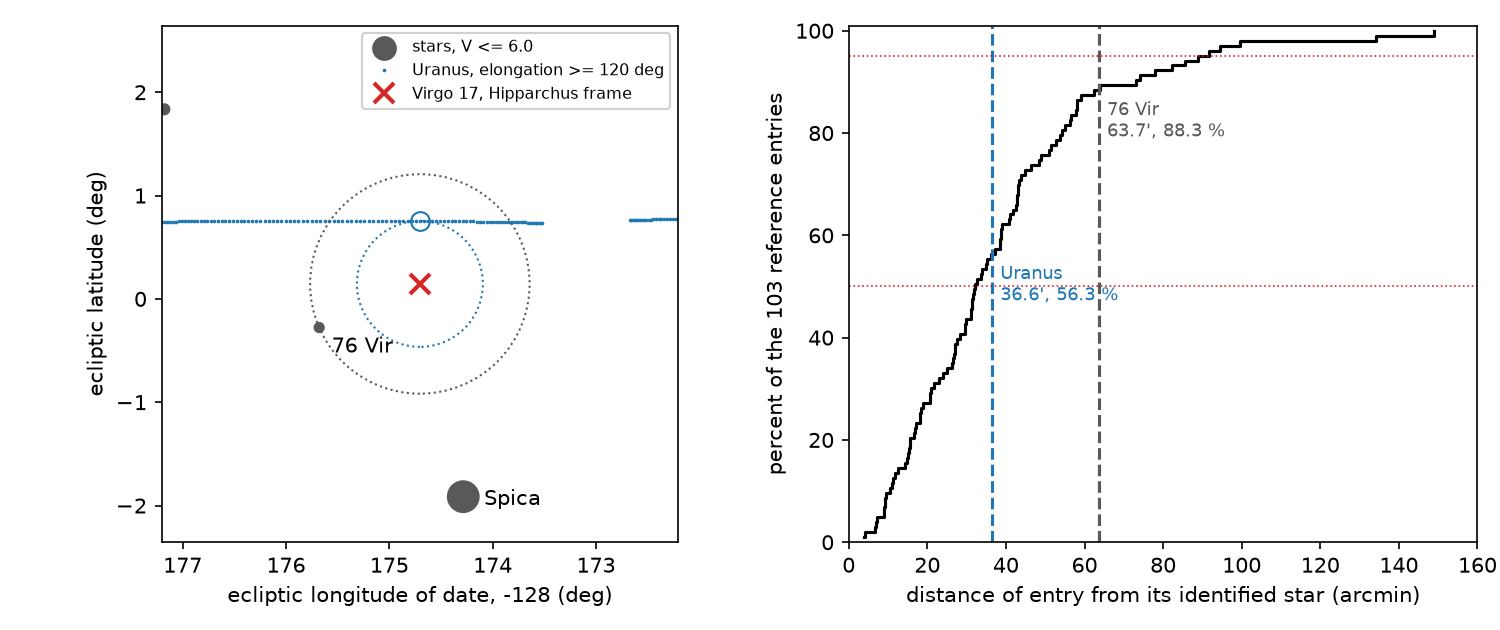 stars, V <= 6.0
Uranus, elongation >= 120 deg
Virgo 17, Hipparchus frame
76 Vir
Spica
2
1
0
−1
−2
ecliptic latitude (deg)
177
176
175
174
173
ecliptic longitude of date, -128 (deg)
100
80
60
40
20
0
percent of the 103 reference entries
76 Vir
63.7', 88.3 %
Uranus
36.6', 56.3 %
0
20
40
60
80
100
120
140
160
distance of entry from its identified star (arcmin)